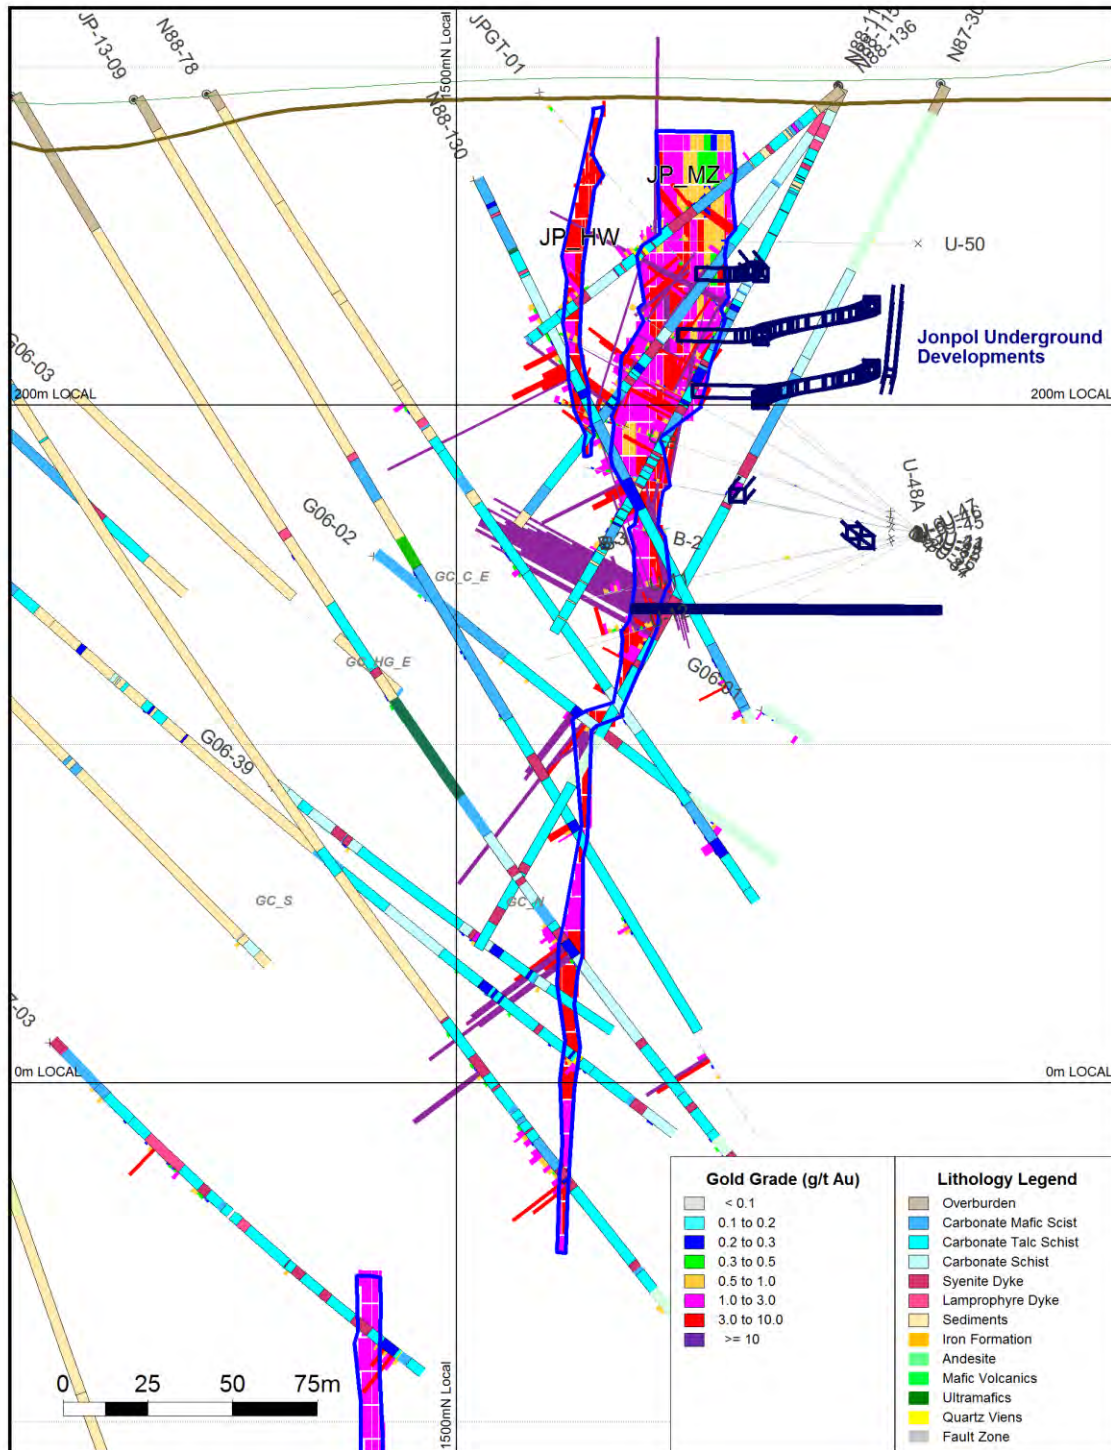 JP-13-09
N88-78
JPGT-01
1500mN Local
N88-115
N88-136
N87-30
N88-130
JP_MZ
JP_HW
U-50
Jonpol Underground
Developments
G06-03
200m LOCAL
200m LOCAL
U-48A
G06-02
B-2
GC_C_E
GC_HG_E
G06-01
G06-39
GC_S
GC_H
0m LOCAL
0m LOCAL
1500mN Local
0 25 50 75m
Gold Grade (g/t Au)
< 0.1
0.1 to 0.2
0.2 to 0.3
0.3 to 0.5
0.5 to 1.0
1.0 to 3.0
3.0 to 10.0
>= 10
Lithology Legend
Overburden
Carbonate Mafic Scist
Carbonate Talc Schist
Carbonate Schist
Syenite Dyke
Lamprophyre Dyke
Sediments
Iron Formation
Andesite
Mafic Volcanics
Ultramafics
Quartz Viens
Fault Zone